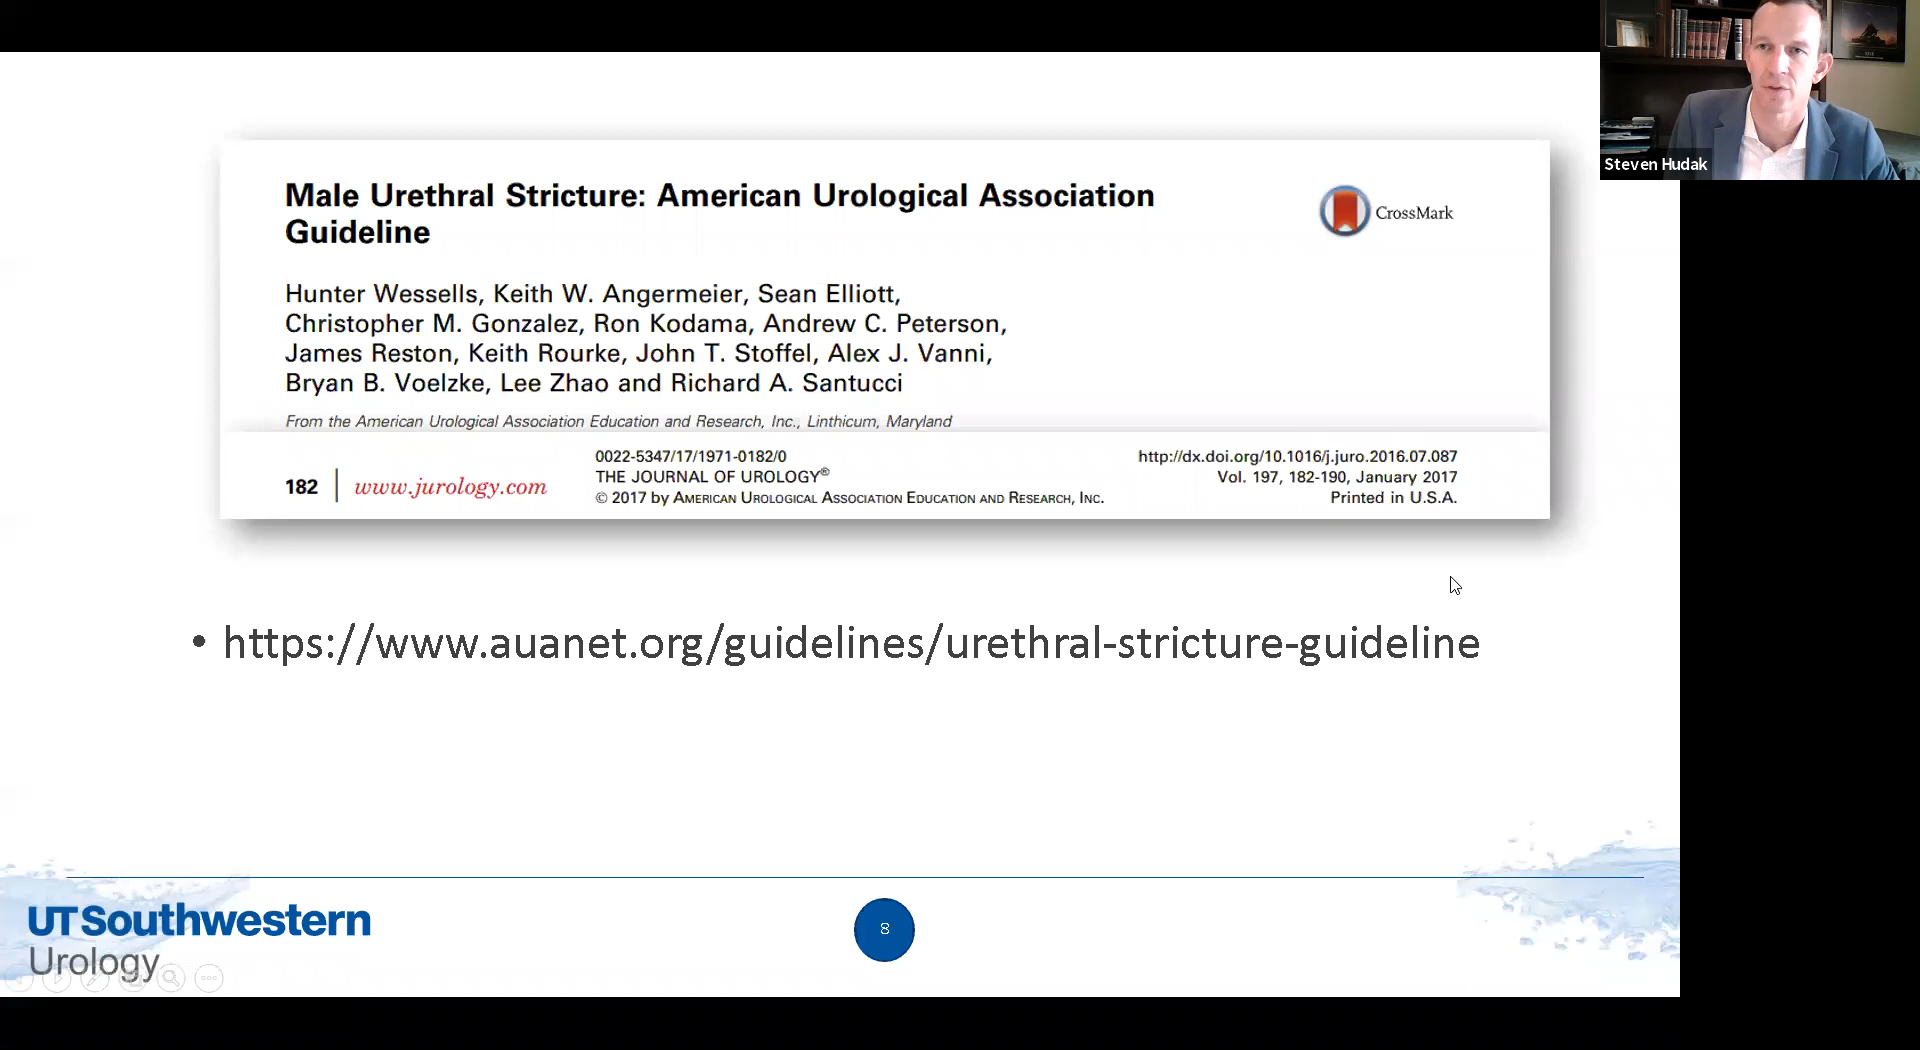 Steven Hudak
Male Urethral Stricture: American Urological Association
Guideline
CrossMark
Hunter Wessells, Keith W. Angermeier, Sean Elliott,
Christopher M. Gonzalez, Ron Kodama, Andrew C. Peterson,
James Reston, Keith Rourke, John T. Stoffel, Alex J. Vanni,
Bryan B. Voelzke, Lee Zhao and Richard A. Santucci
From the American Urological Association Education and Research, Inc., Linthicum, Maryland
182 | www.jurology.com
0022-5347/17/1971-0182/0
THE JOURNAL OF UROLOGY®
© 2017 by AMERICAN UROLOGICAL ASSOCIATION EDUCATION AND RESEARCH, INC.
http://dx.doi.org/10.1016/j.juro.2016.07.087
Vol. 197, 182-190, January 2017
Printed in U.S.A.
• https://www.auanet.org/guidelines/urethral-stricture-guideline
UTSouthwestern
Urology
8